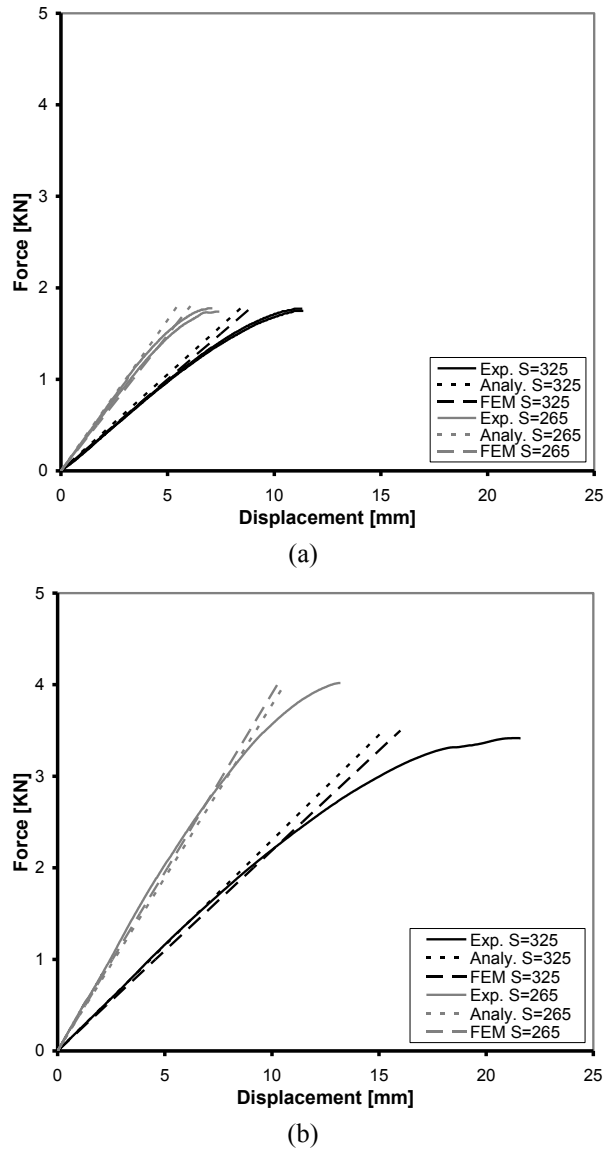 5
4
3
2
1
0
Force [KN]
Exp. S=325
Analy. S=325
FEM S=325
Exp. S=265
Analy. S=265
FEM S=265
0 5 10 15 20 25
Displacement [mm]
(a)
5
4
3
2
1
0
Force [KN]
Exp. S=325
Analy. S=325
FEM S=325
Exp. S=265
Analy. S=265
FEM S=265
0 5 10 15 20 25
Displacement [mm]
(b)